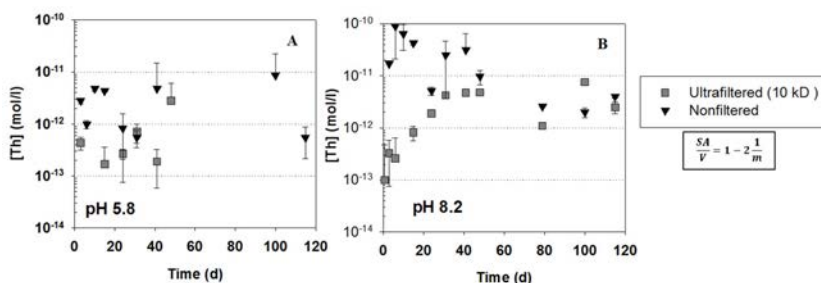 A
[Th] (mol/l)
10⁻¹⁰
10⁻¹¹
10⁻¹²
10⁻¹³
10⁻¹⁴
pH 5.8
0 20 40 60 80 100 120
Time (d)
B
[Th] (mol/l)
10⁻¹⁰
10⁻¹¹
10⁻¹²
10⁻¹³
10⁻¹⁴
pH 8.2
0 20 40 60 80 100 120
Time (d)
Ultrafiltered (10 kD )
Nonfiltered
SA/V = 1 − 2 1/m